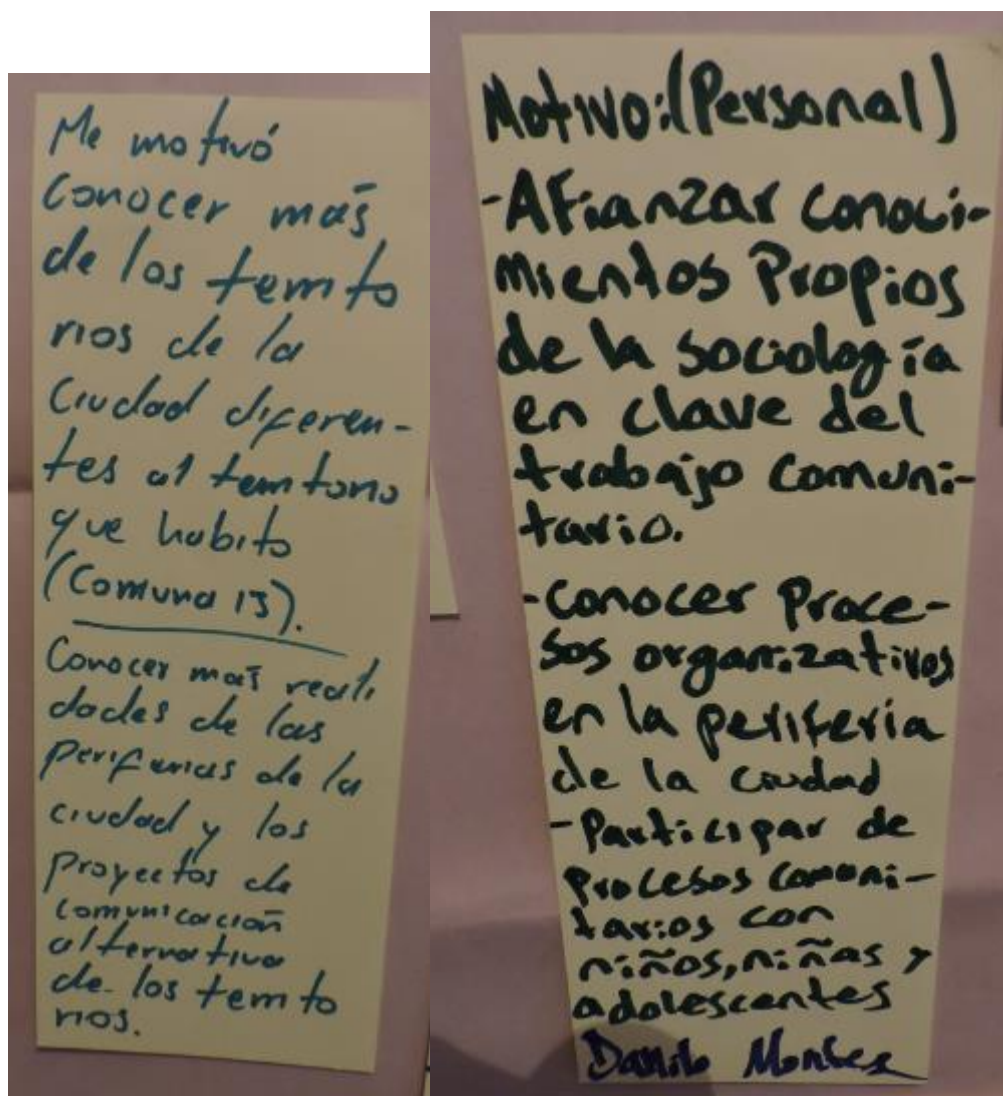 Me motivó
conocer más
de los territo
rios de la
Ciudad diferen-
tes al territorio
que habito
(Comuna 13).
Conocer más reali
dades de las
periferias de la
ciudad y los
proyectos de
comunicación
alternativa
de los territo
rios.
Motivo: (Personal)
-Afianzar conoci-
mientos Propios
de la sociología
en clave del
trabajo comuni-
tario.
-Conocer proce-
sos organizativos
en la periferia
de la ciudad
-Participar de
procesos comuni-
tarios con
niños, niñas y
adolescentes
Danilo Montes